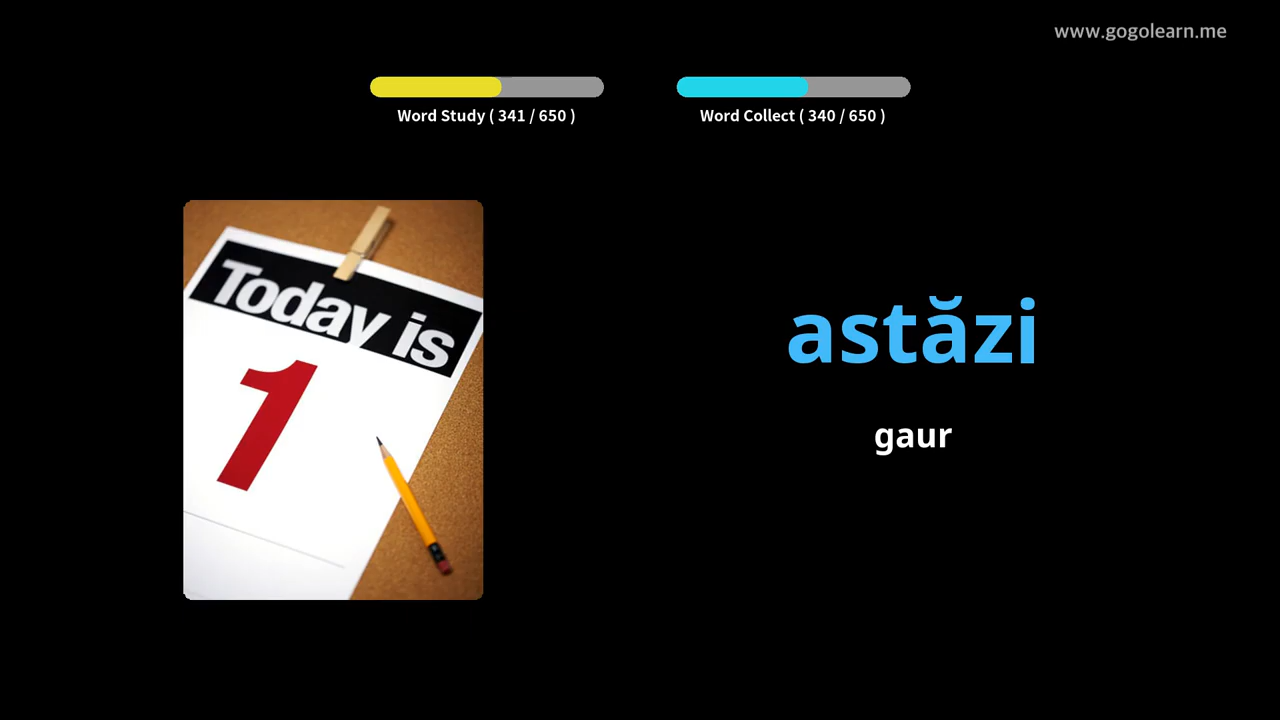 www.gogolearn.me
Word Study ( 341 / 650 )
Word Collect ( 340 / 650 )
Today is
1
astăzi
gaur